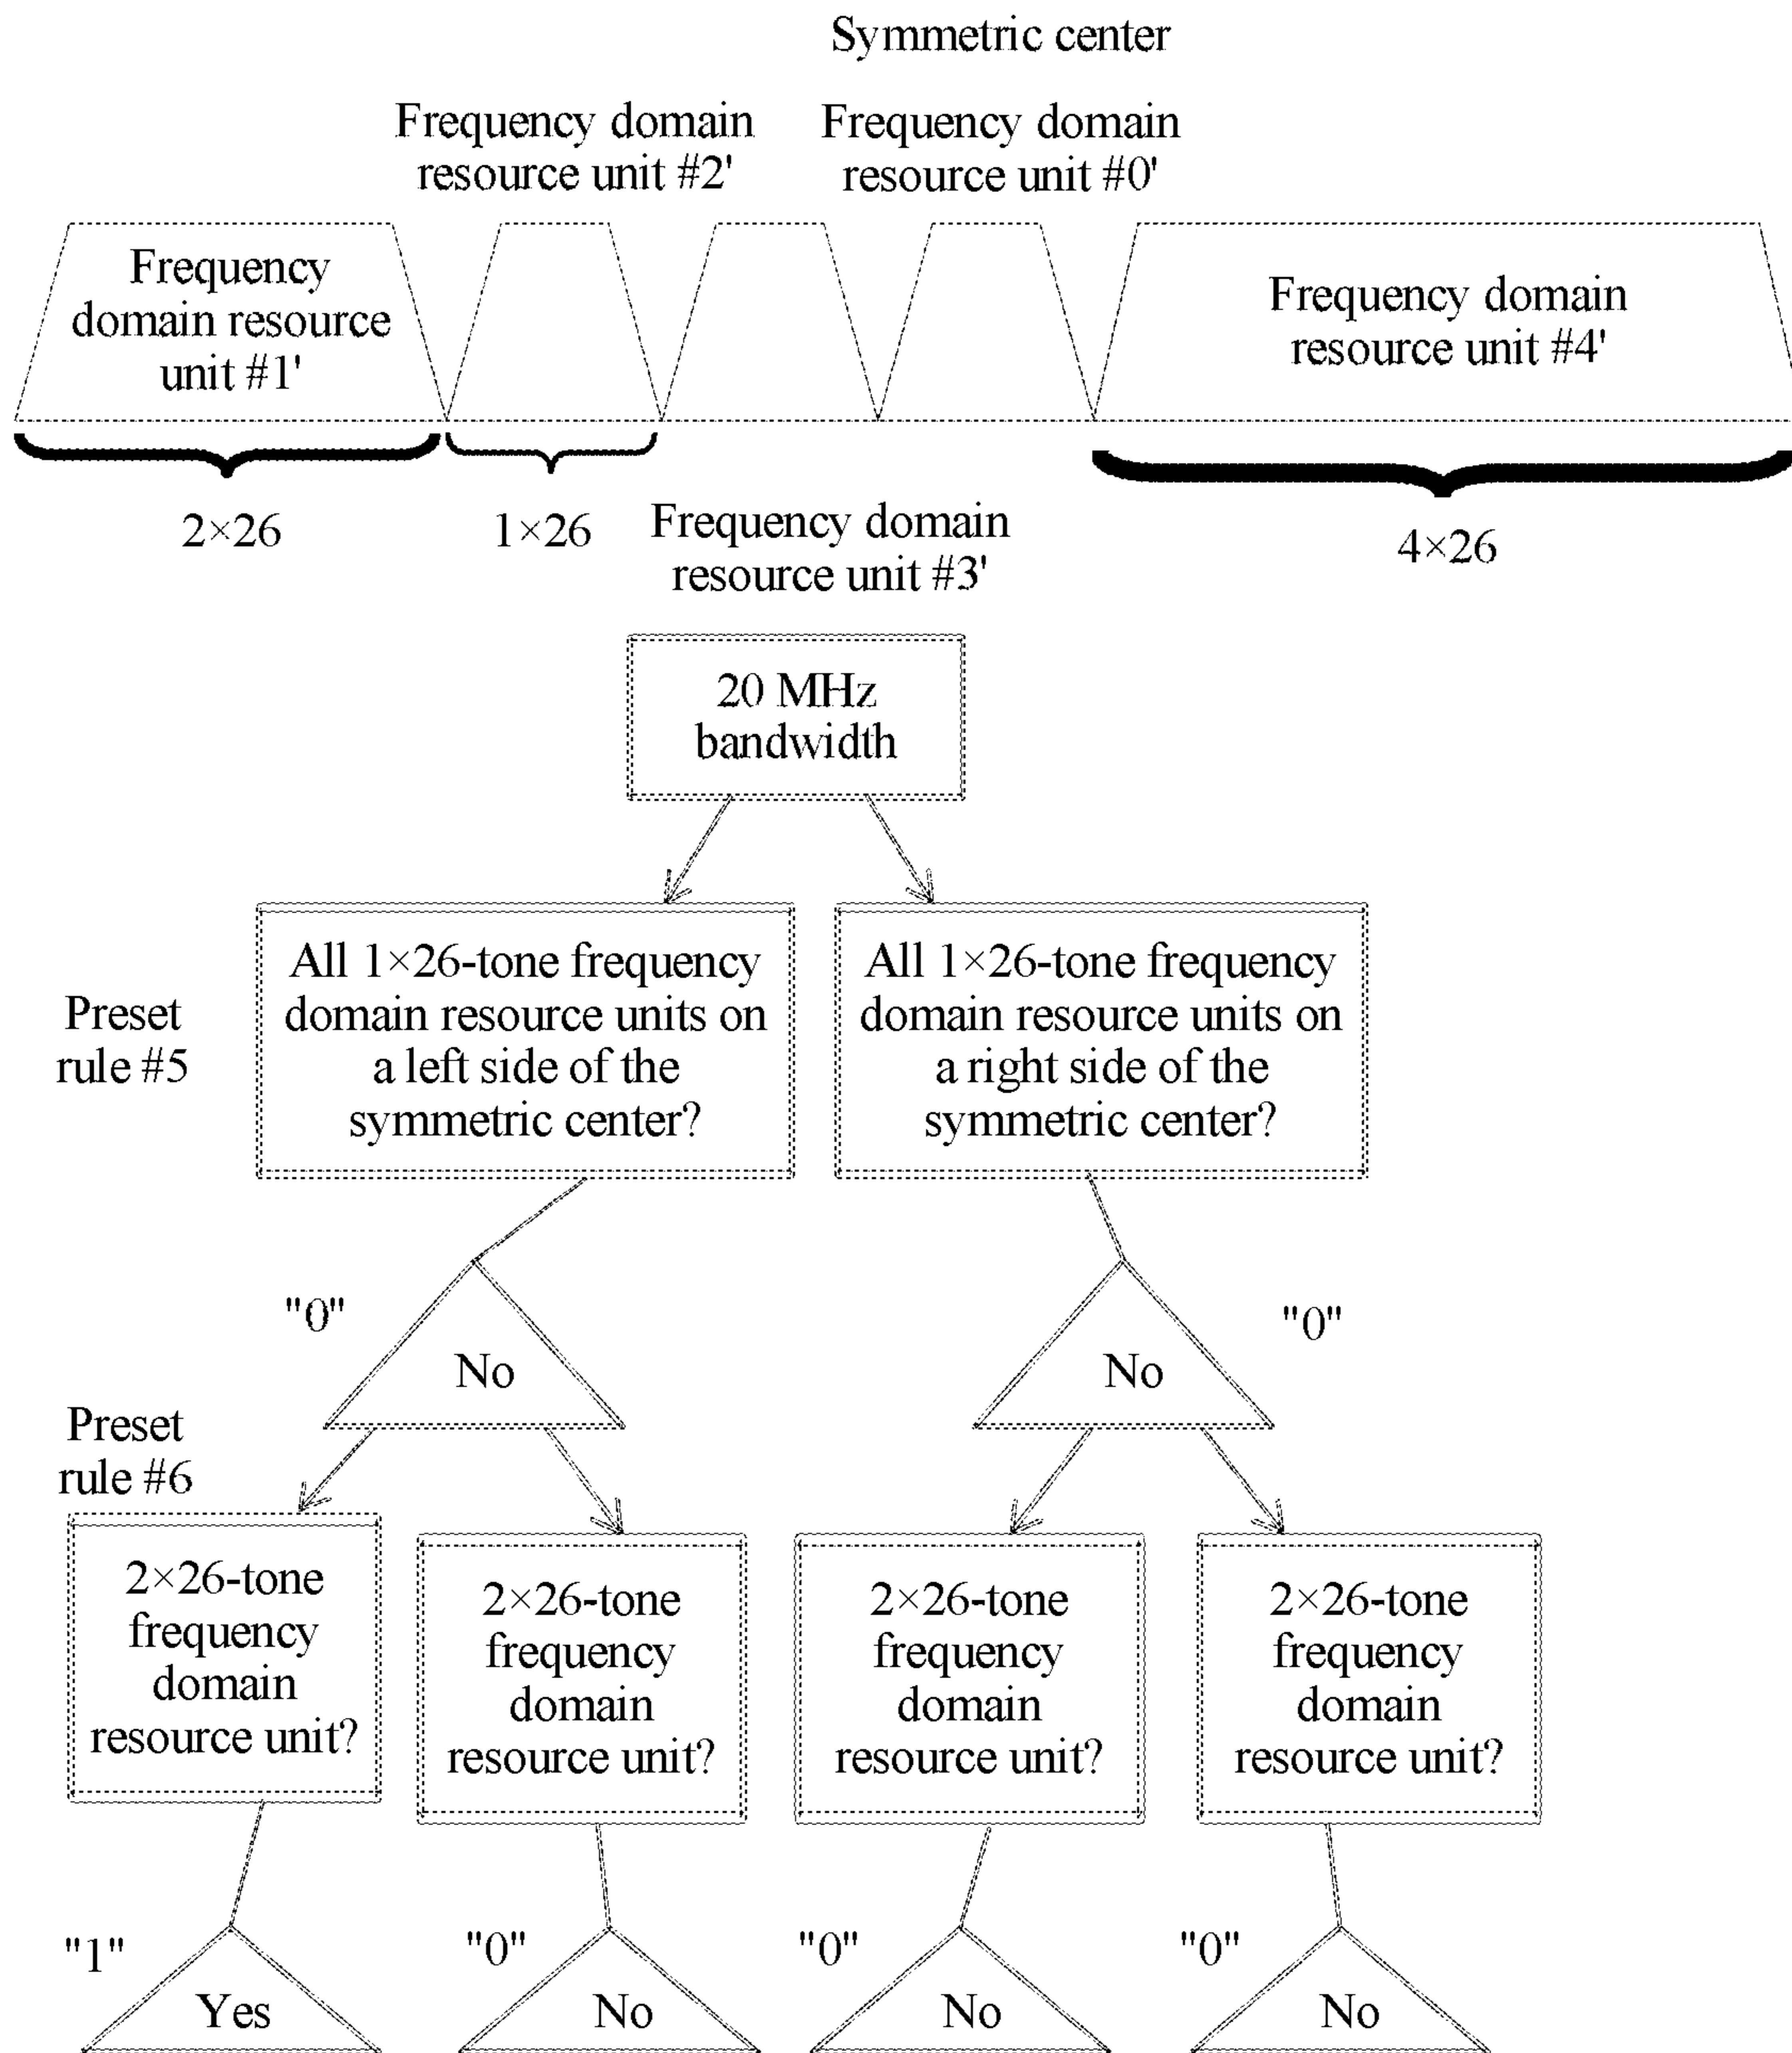 Symmetric center
Frequency domain
resource unit #2'
Frequency domain
resource unit #0'
Frequency
domain resource
unit #1'
Frequency domain
resource unit #4'
2×26
1×26
Frequency domain
resource unit #3'
4×26
20 MHz
bandwidth
Preset
rule #5
All 1×26-tone frequency
domain resource units on
a left side of the
symmetric center?
All 1×26-tone frequency
domain resource units on
a right side of the
symmetric center?
"0"
No
No
"0"
Preset
rule #6
2×26-tone
frequency
domain
resource unit?
2×26-tone
frequency
domain
resource unit?
2×26-tone
frequency
domain
resource unit?
2×26-tone
frequency
domain
resource unit?
"1"
Yes
"0"
No
"0"
No
"0"
No